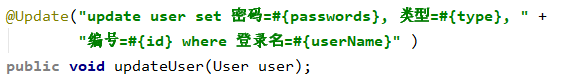 @Update("update user set 密码=#{passwords}, 类型=#{type}, " +
"编号=#{id} where 登录名=#{userName}" )
public void updateUser(User user);